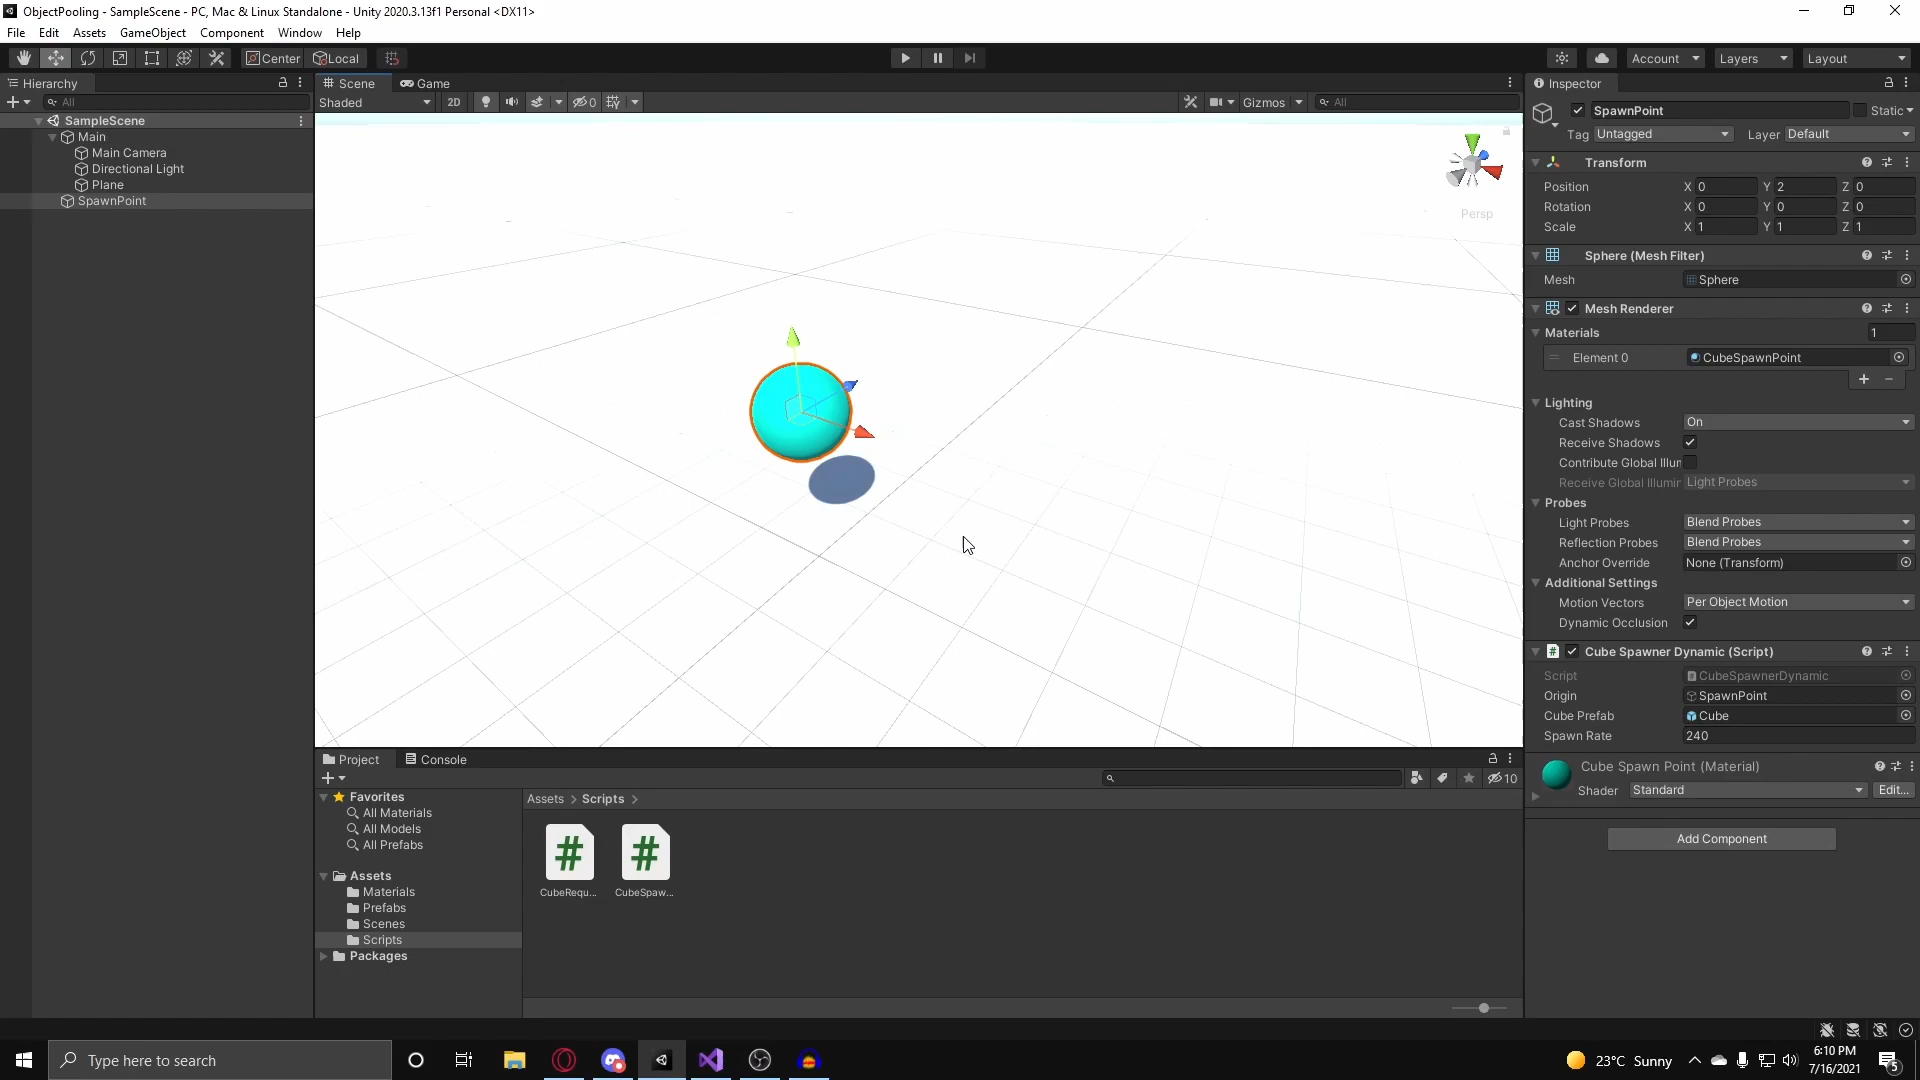 ObjectPooling - SampleScene - PC, Mac & Linux Standalone - Unity 2020.3.13f1 Personal <DX11>
File Edit Assets GameObject Component Window Help
Center Local Account Layers Layout
Hierarchy
All
SampleScene
Main
Main Camera
Directional Light
Plane
SpawnPoint
Scene Game
Shaded 2D 0 Gizmos All
Persp
Inspector
SpawnPoint Static
Tag Untagged Layer Default
Transform
Position X 0 Y 2 Z 0
Rotation X 0 Y 0 Z 0
Scale X 1 Y 1 Z 1
Sphere (Mesh Filter)
Mesh Sphere
Mesh Renderer
Materials 1
Element 0 CubeSpawnPoint
Lighting
Cast Shadows On
Receive Shadows
Contribute Global Illur
Receive Global Illumir Light Probes
Probes
Light Probes Blend Probes
Reflection Probes Blend Probes
Anchor Override None (Transform)
Additional Settings
Motion Vectors Per Object Motion
Dynamic Occlusion
# Cube Spawner Dynamic (Script)
Script CubeSpawnerDynamic
Origin SpawnPoint
Cube Prefab Cube
Spawn Rate 240
Cube Spawn Point (Material)
Shader Standard Edit...
Add Component
Project Console
10
Favorites
All Materials
All Models
All Prefabs
Assets
Materials
Prefabs
Scenes
Scripts
Packages
Assets > Scripts >
# #
CubeRequ... CubeSpaw...
Type here to search
23°C Sunny
6:10 PM
7/16/2021
5